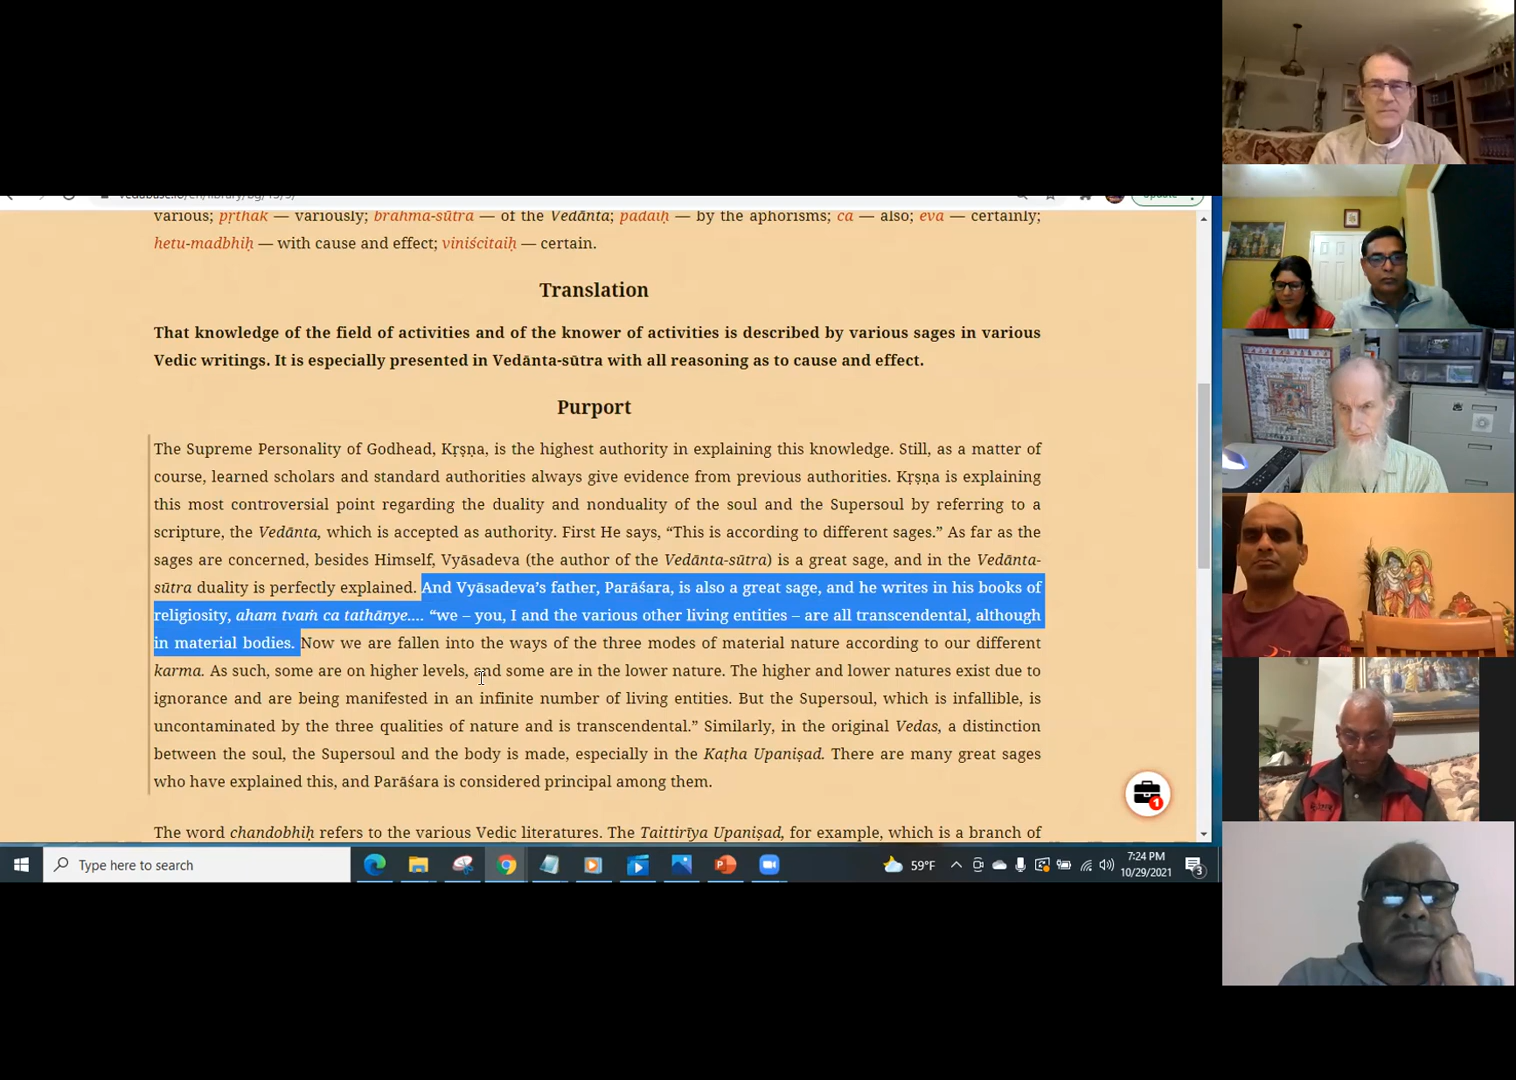 various; pṛthak — variously; brahma-sūtra — of the Vedānta; padaiḥ — by the aphorisms; ca — also; eva — certainly;
hetu-madbhiḥ — with cause and effect; viniścitaiḥ — certain.
Translation
That knowledge of the field of activities and of the knower of activities is described by various sages in various
Vedic writings. It is especially presented in Vedānta-sūtra with all reasoning as to cause and effect.
Purport
The Supreme Personality of Godhead, Kṛṣṇa, is the highest authority in explaining this knowledge. Still, as a matter of
course, learned scholars and standard authorities always give evidence from previous authorities. Kṛṣṇa is explaining
this most controversial point regarding the duality and nonduality of the soul and the Supersoul by referring to a
scripture, the Vedānta, which is accepted as authority. First He says, “This is according to different sages.” As far as the
sages are concerned, besides Himself, Vyāsadeva (the author of the Vedānta-sūtra) is a great sage, and in the Vedānta-
sūtra duality is perfectly explained. And Vyāsadeva’s father, Parāśara, is also a great sage, and he writes in his books of
religiosity, aham tvaṁ ca tathānye.... “we – you, I and the various other living entities – are all transcendental, although
in material bodies. Now we are fallen into the ways of the three modes of material nature according to our different
karma. As such, some are on higher levels, and some are in the lower nature. The higher and lower natures exist due to
ignorance and are being manifested in an infinite number of living entities. But the Supersoul, which is infallible, is
uncontaminated by the three qualities of nature and is transcendental.” Similarly, in the original Vedas, a distinction
between the soul, the Supersoul and the body is made, especially in the Kaṭha Upaniṣad. There are many great sages
who have explained this, and Parāśara is considered principal among them.
1
The word chandobhiḥ refers to the various Vedic literatures. The Taittirīya Upaniṣad, for example, which is a branch of
Type here to search
59°F
7:24 PM
10/29/2021
3